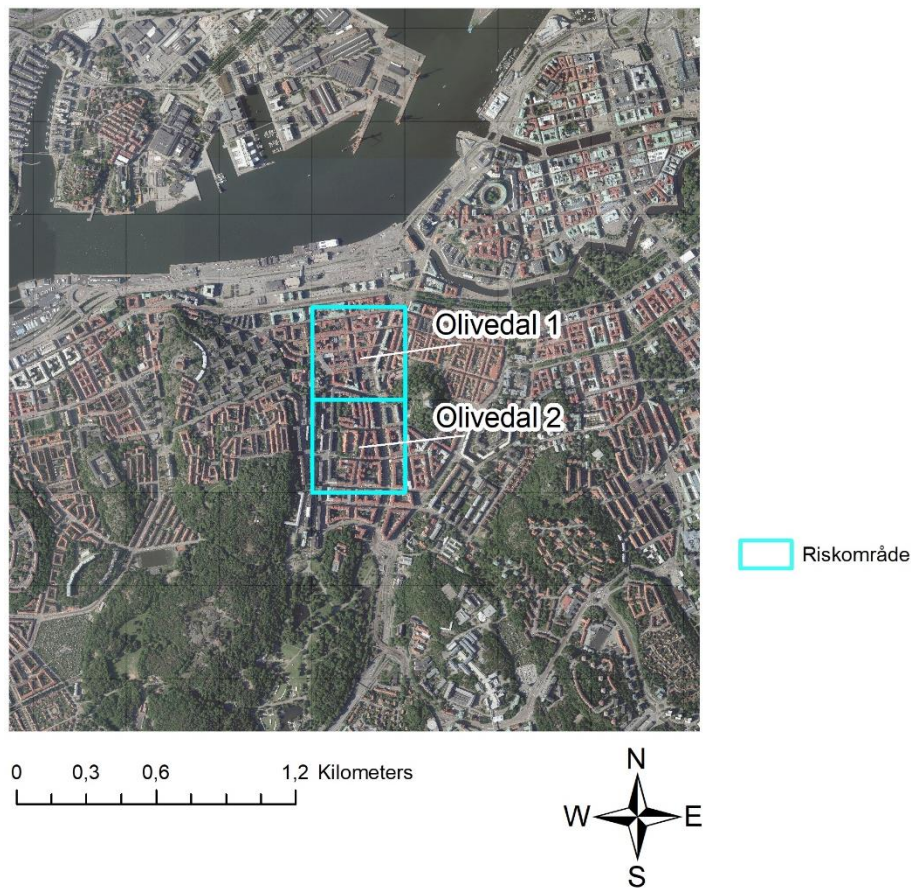 Olivedal 1
Olivedal 2
Riskområde
0 0,3 0,6 1,2 Kilometers
N
W E
S